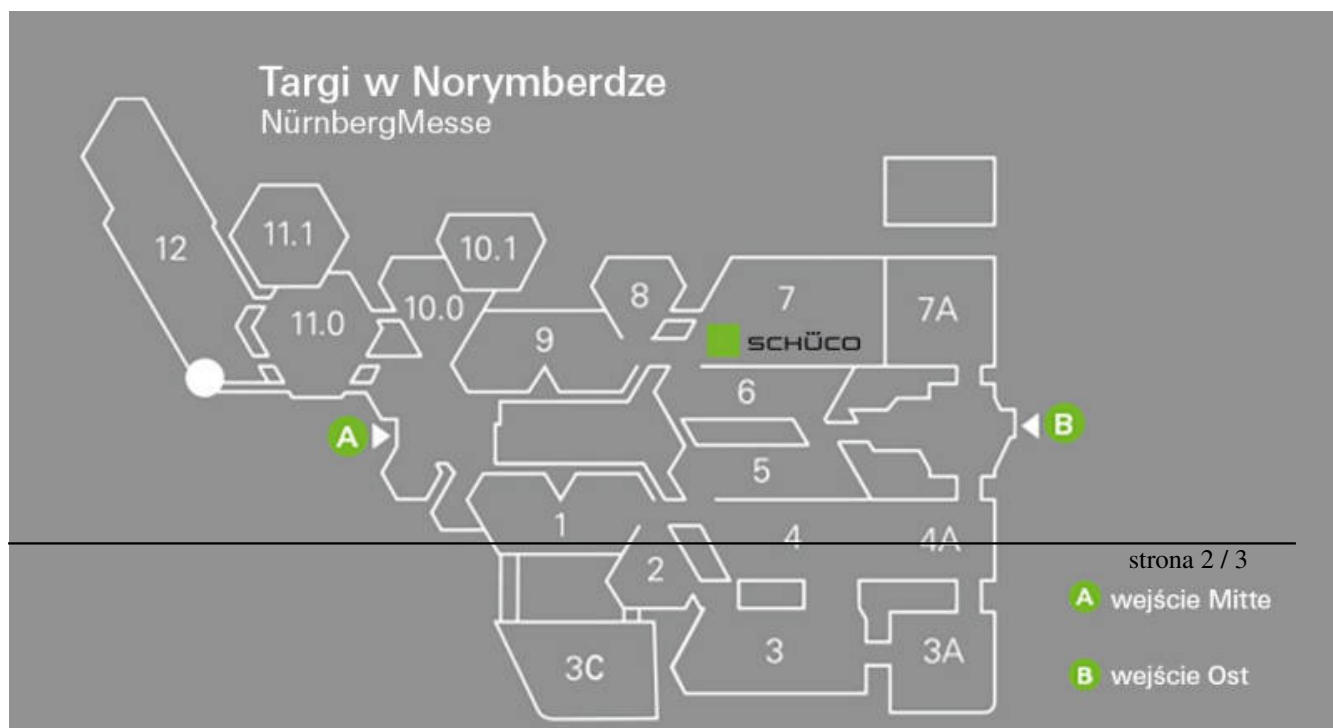 Targi w Norymberdze
NürnbergMesse
12
11.1
10.1
11.0
10.0
8
7
7A
9
SCHÜCO
6
A
B
5
1
4
4A
2
strona 2 / 3
A wejście Mitte
3
3A
3C
B wejście Ost